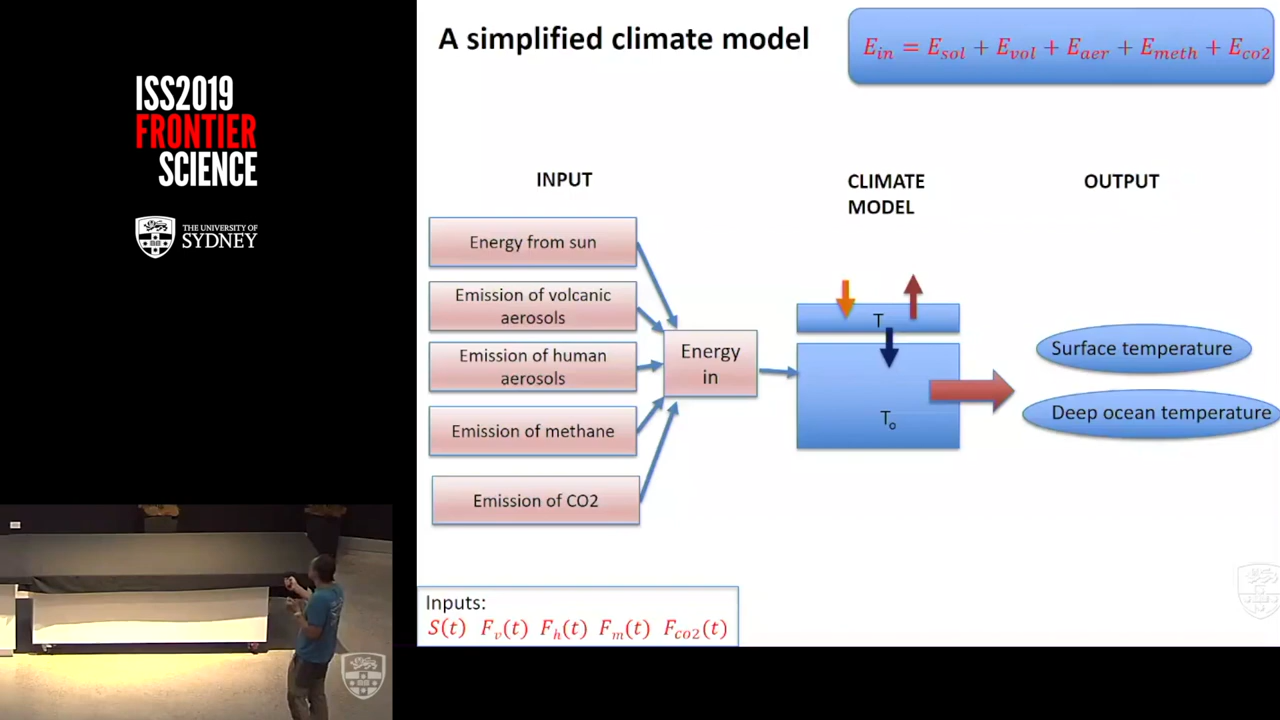 ISS2019
FRONTIER
SCIENCE
THE UNIVERSITY OF
SYDNEY
A simplified climate model
E_in = E_sol + E_vol + E_aer + E_meth + E_co2
INPUT
CLIMATE
MODEL
OUTPUT
Energy from sun
Emission of volcanic
aerosols
Emission of human
aerosols
Emission of methane
Emission of CO2
Energy
in
T
T_o
Surface temperature
Deep ocean temperature
Inputs:
S(t) F_v(t) F_h(t) F_m(t) F_co2(t)